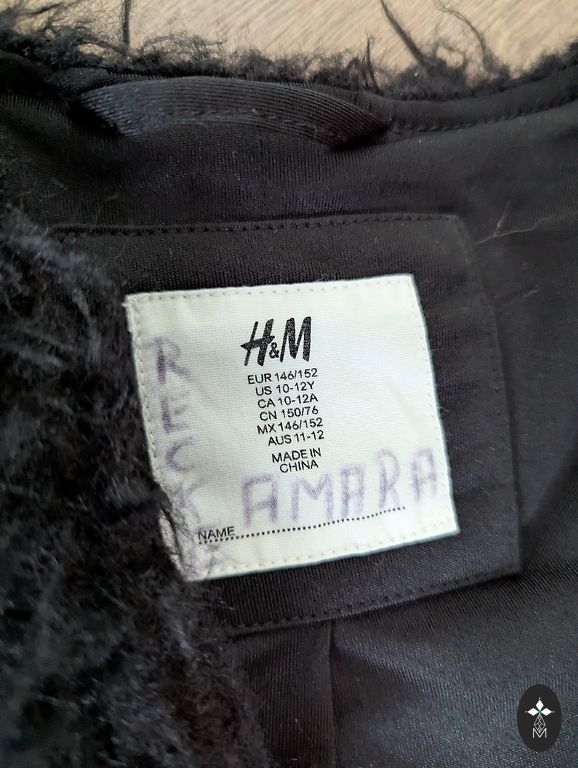 H&M
EUR 146/152
US 10-12Y
CA 10-12A
CN 150/76
MX 146/152
AUS 11-12
MADE IN
CHINA
AMARA
NAME
M